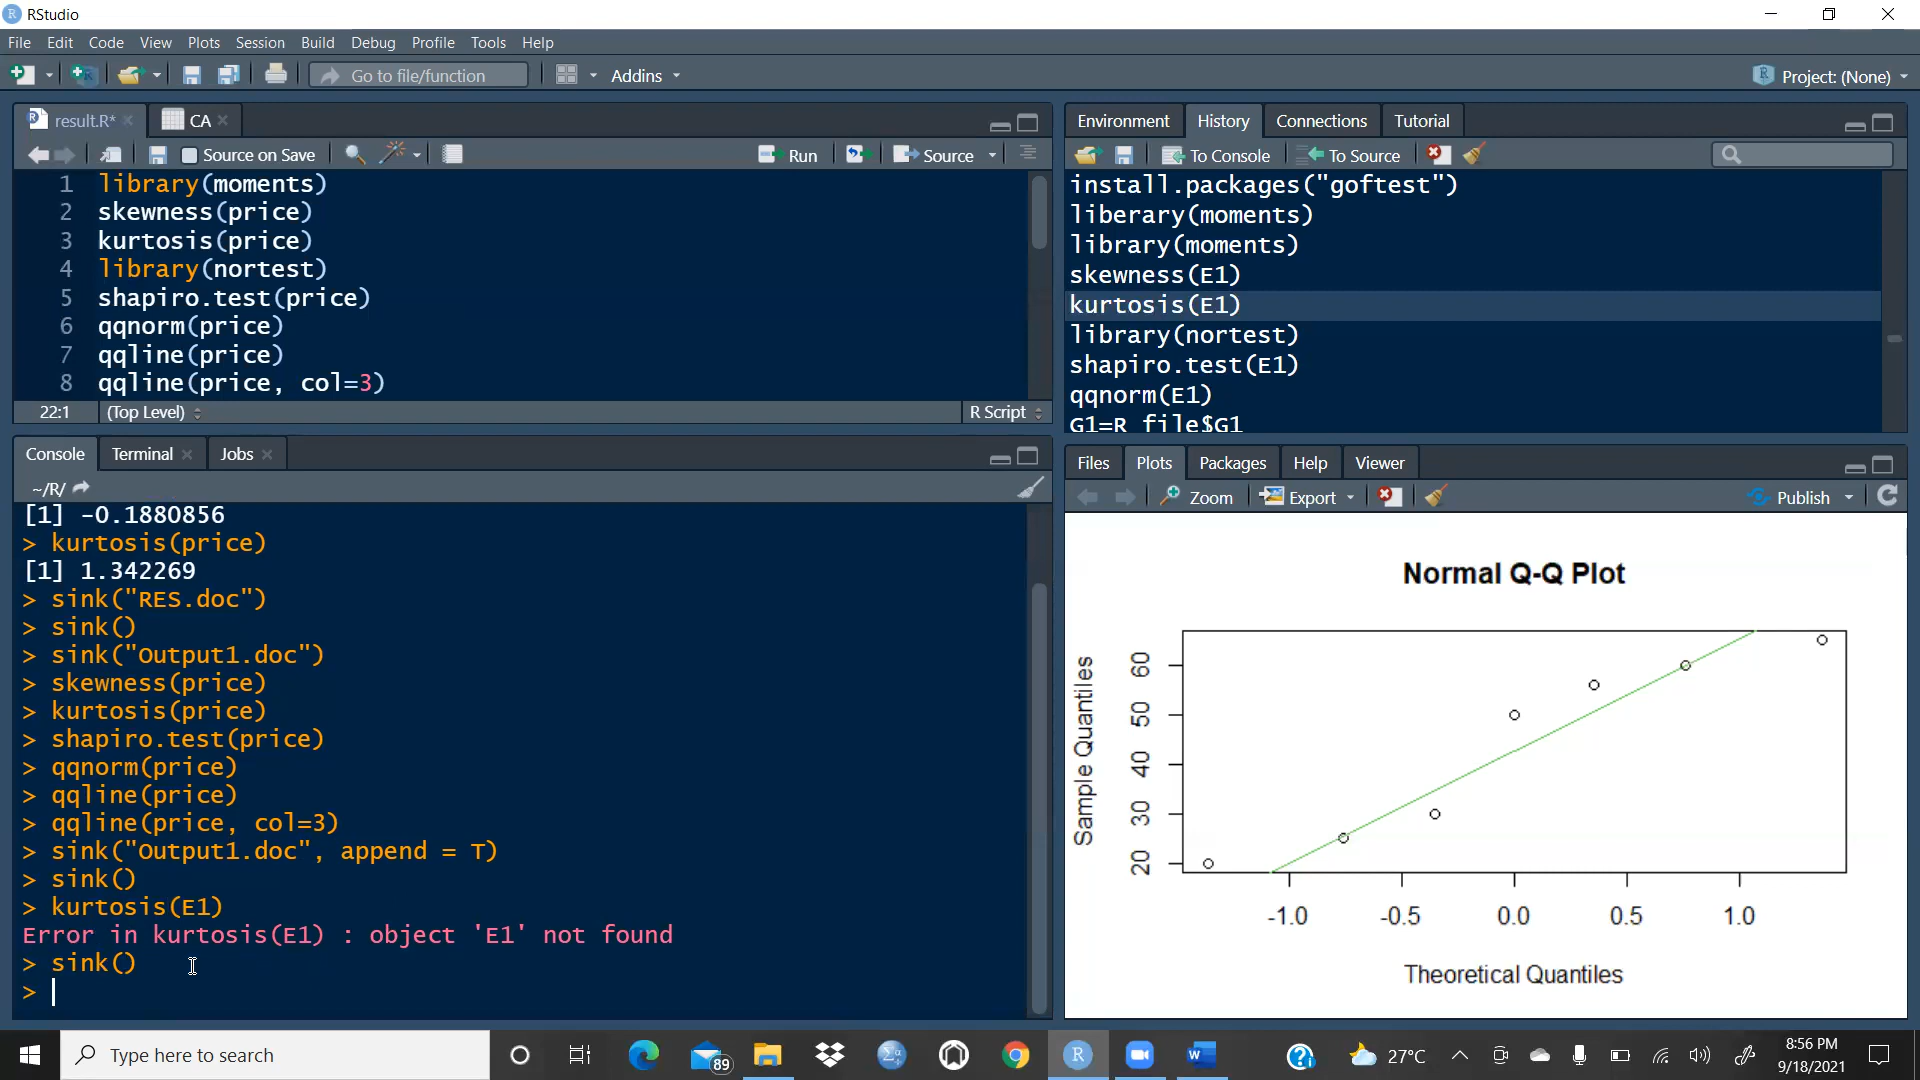 RStudio
File Edit Code View Plots Session Build Debug Profile Tools Help
Go to file/function Addins Project: (None)
result.R* CA
Source on Save Run Source
1 library(moments)
2 skewness(price)
3 kurtosis(price)
4 library(nortest)
5 shapiro.test(price)
6 qqnorm(price)
7 qqline(price)
8 qqline(price, col=3)
22:1 (Top Level) R Script
Console Terminal Jobs
~/R/
[1] -0.1880856
> kurtosis(price)
[1] 1.342269
> sink("RES.doc")
> sink()
> sink("Output1.doc")
> skewness(price)
> kurtosis(price)
> shapiro.test(price)
> qqnorm(price)
> qqline(price)
> qqline(price, col=3)
> sink("Output1.doc", append = T)
> sink()
> kurtosis(E1)
Error in kurtosis(E1) : object 'E1' not found
> sink()
>
Environment History Connections Tutorial
To Console To Source
install.packages("goftest")
liberary(moments)
library(moments)
skewness(E1)
kurtosis(E1)
library(nortest)
shapiro.test(E1)
qqnorm(E1)
G1=R_file$G1
Files Plots Packages Help Viewer
Zoom Export Publish
Normal Q-Q Plot
Sample Quantiles
60
50
40
30
20
-1.0 -0.5 0.0 0.5 1.0
Theoretical Quantiles
Type here to search
89
27°C
8:56 PM
9/18/2021